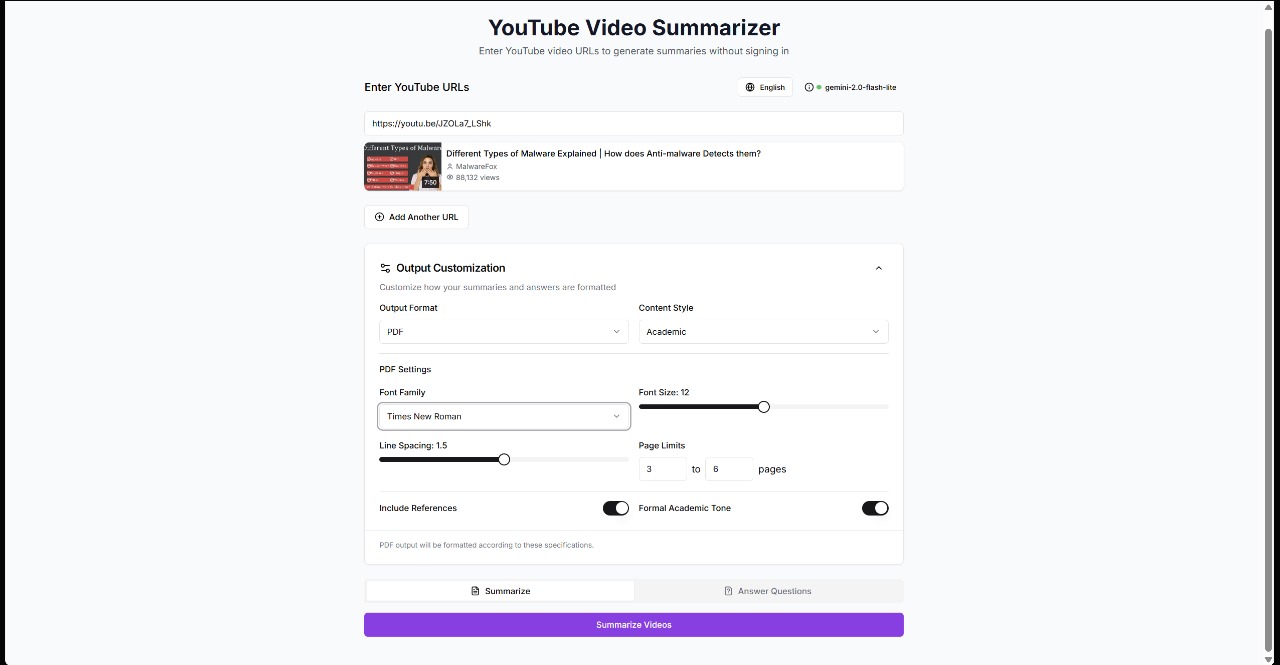 YouTube Video Summarizer
Enter YouTube video URLs to generate summaries without signing in
Enter YouTube URLs
English
gemini-2.0-flash-lite
https://youtu.be/JZOLa7_LShk
Different Types of Malware Explained | How does Anti-malware Detects them?
MalwareFox
88,132 views
7:50
Add Another URL
Output Customization
Customize how your summaries and answers are formatted
Output Format
Content Style
PDF
Academic
PDF Settings
Font Family
Font Size: 12
Times New Roman
Line Spacing: 1.5
Page Limits
3 to 6 pages
Include References
Formal Academic Tone
PDF output will be formatted according to these specifications.
Summarize
Answer Questions
Summarize Videos